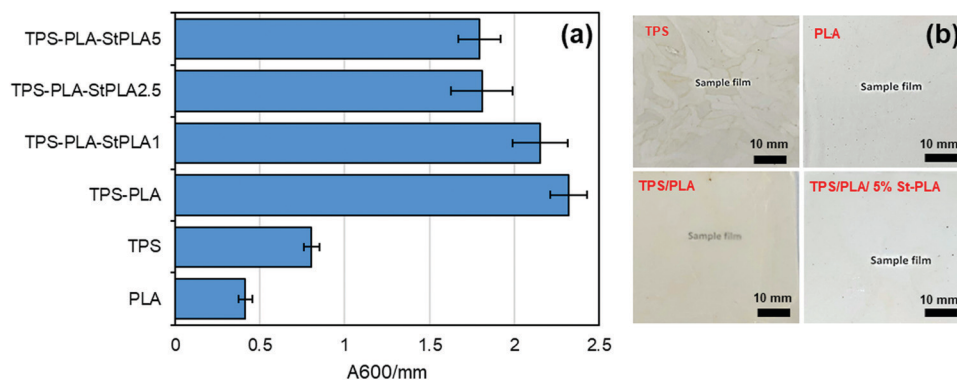 TPS-PLA-StPLA5
TPS-PLA-StPLA2.5
TPS-PLA-StPLA1
TPS-PLA
TPS
PLA
0 0.5 1 1.5 2 2.5
A600/mm
(a)
TPS
Sample film
10 mm
PLA
(b)
Sample film
10 mm
TPS/PLA
Sample film
10 mm
TPS/PLA/ 5% St-PLA
Sample film
10 mm